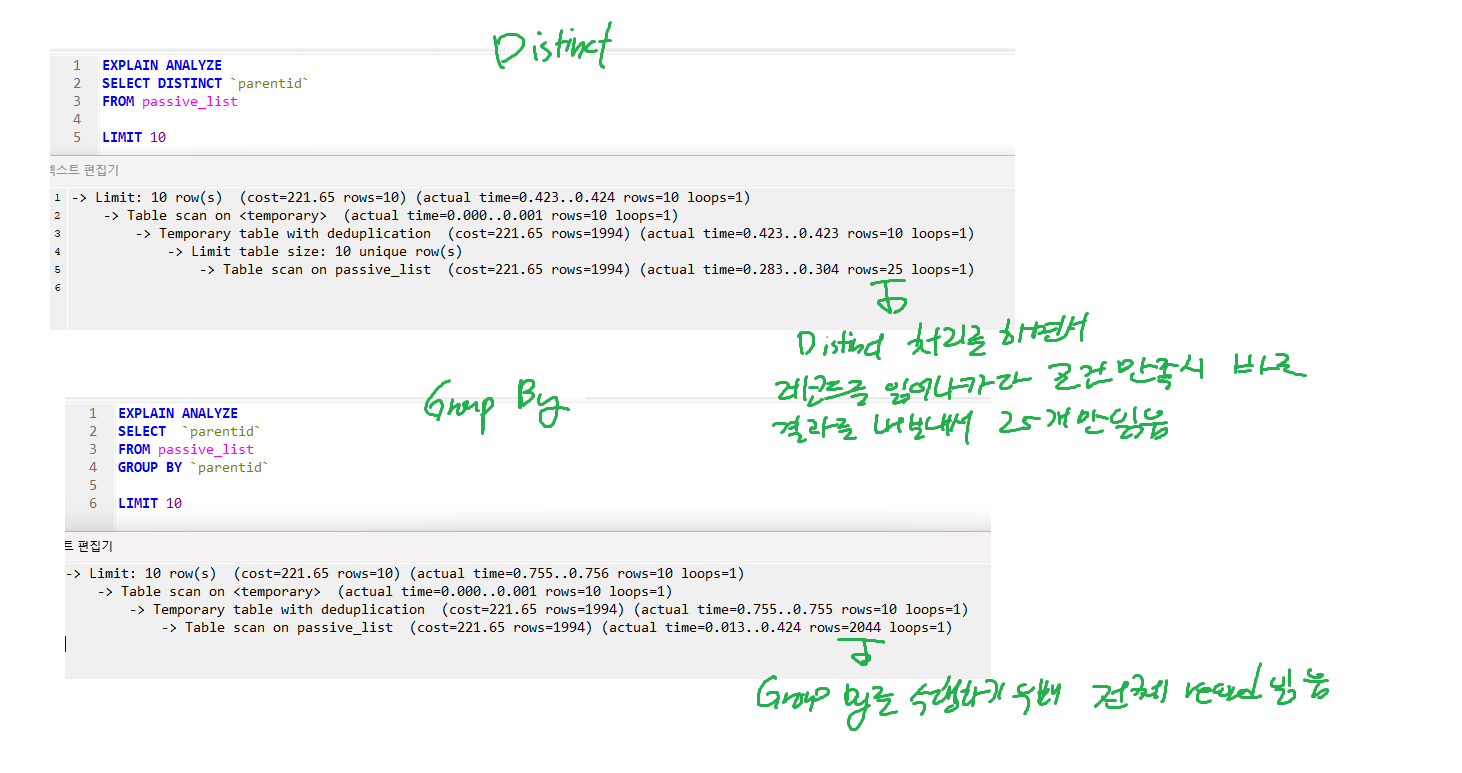 Distinct
1 EXPLAIN ANALYZE
2 SELECT DISTINCT `parentid`
3 FROM passive_list
4
5 LIMIT 10
텍스트 편집기
1 -> Limit: 10 row(s)  (cost=221.65 rows=10) (actual time=0.423..0.424 rows=10 loops=1)
2 -> Table scan on <temporary>  (actual time=0.000..0.001 rows=10 loops=1)
3 -> Temporary table with deduplication  (cost=221.65 rows=1994) (actual time=0.423..0.423 rows=10 loops=1)
4 -> Limit table size: 10 unique row(s)
5 -> Table scan on passive_list  (cost=221.65 rows=1994) (actual time=0.283..0.304 rows=25 loops=1)
6
Distinct 처리를 하면서
레코드를 읽어나가다 조건 만족시 바로
결과를 내보내서 25개만 읽음
Group By
1 EXPLAIN ANALYZE
2 SELECT  `parentid`
3 FROM passive_list
4 GROUP BY `parentid`
5
6 LIMIT 10
트 편집기
-> Limit: 10 row(s)  (cost=221.65 rows=10) (actual time=0.755..0.756 rows=10 loops=1)
-> Table scan on <temporary>  (actual time=0.000..0.001 rows=10 loops=1)
-> Temporary table with deduplication  (cost=221.65 rows=1994) (actual time=0.755..0.755 rows=10 loops=1)
-> Table scan on passive_list  (cost=221.65 rows=1994) (actual time=0.013..0.424 rows=2044 loops=1)
Group by를 수행하기 위해 전체 record 읽음